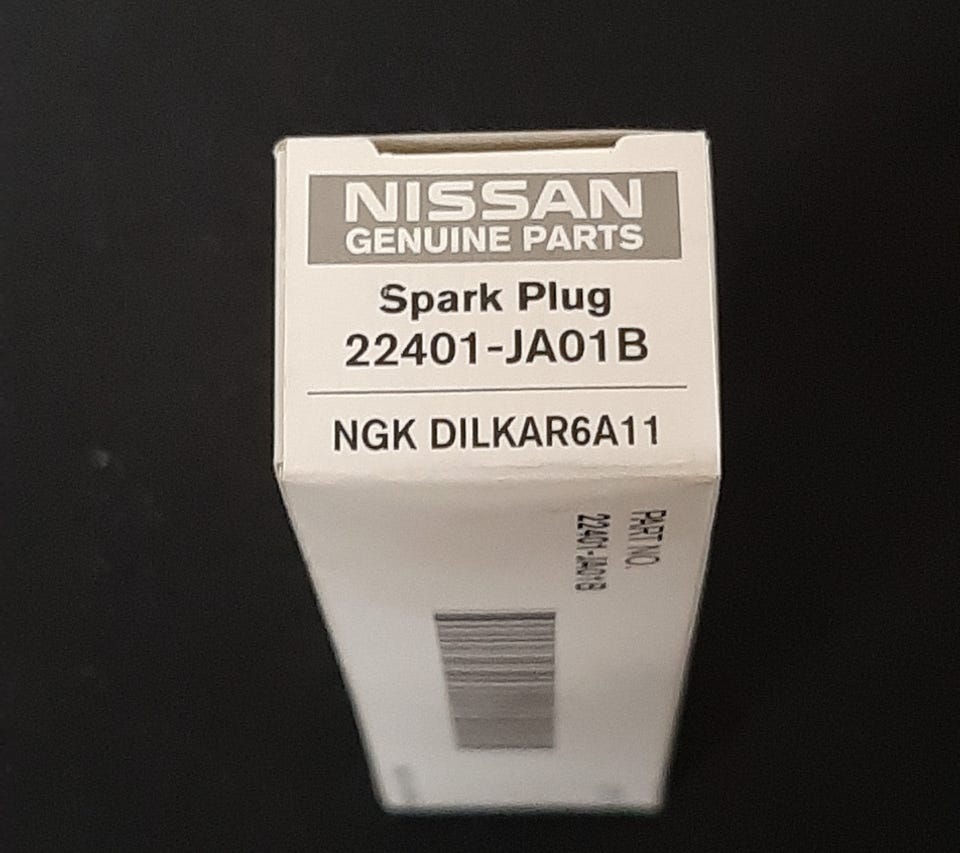 NISSAN
GENUINE PARTS
Spark Plug
22401-JA01B
NGK DILKAR6A11
PART NO.
22401-JA01B